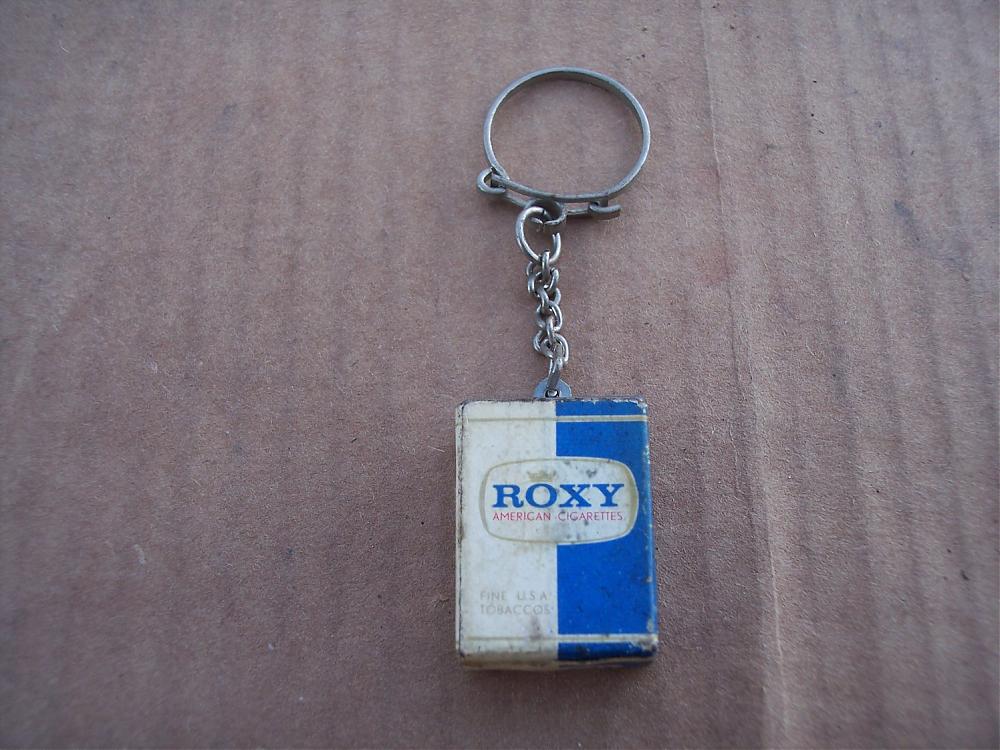 ROXY
AMERICAN CIGARETTES
FINE U.S.A.
TOBACCOS